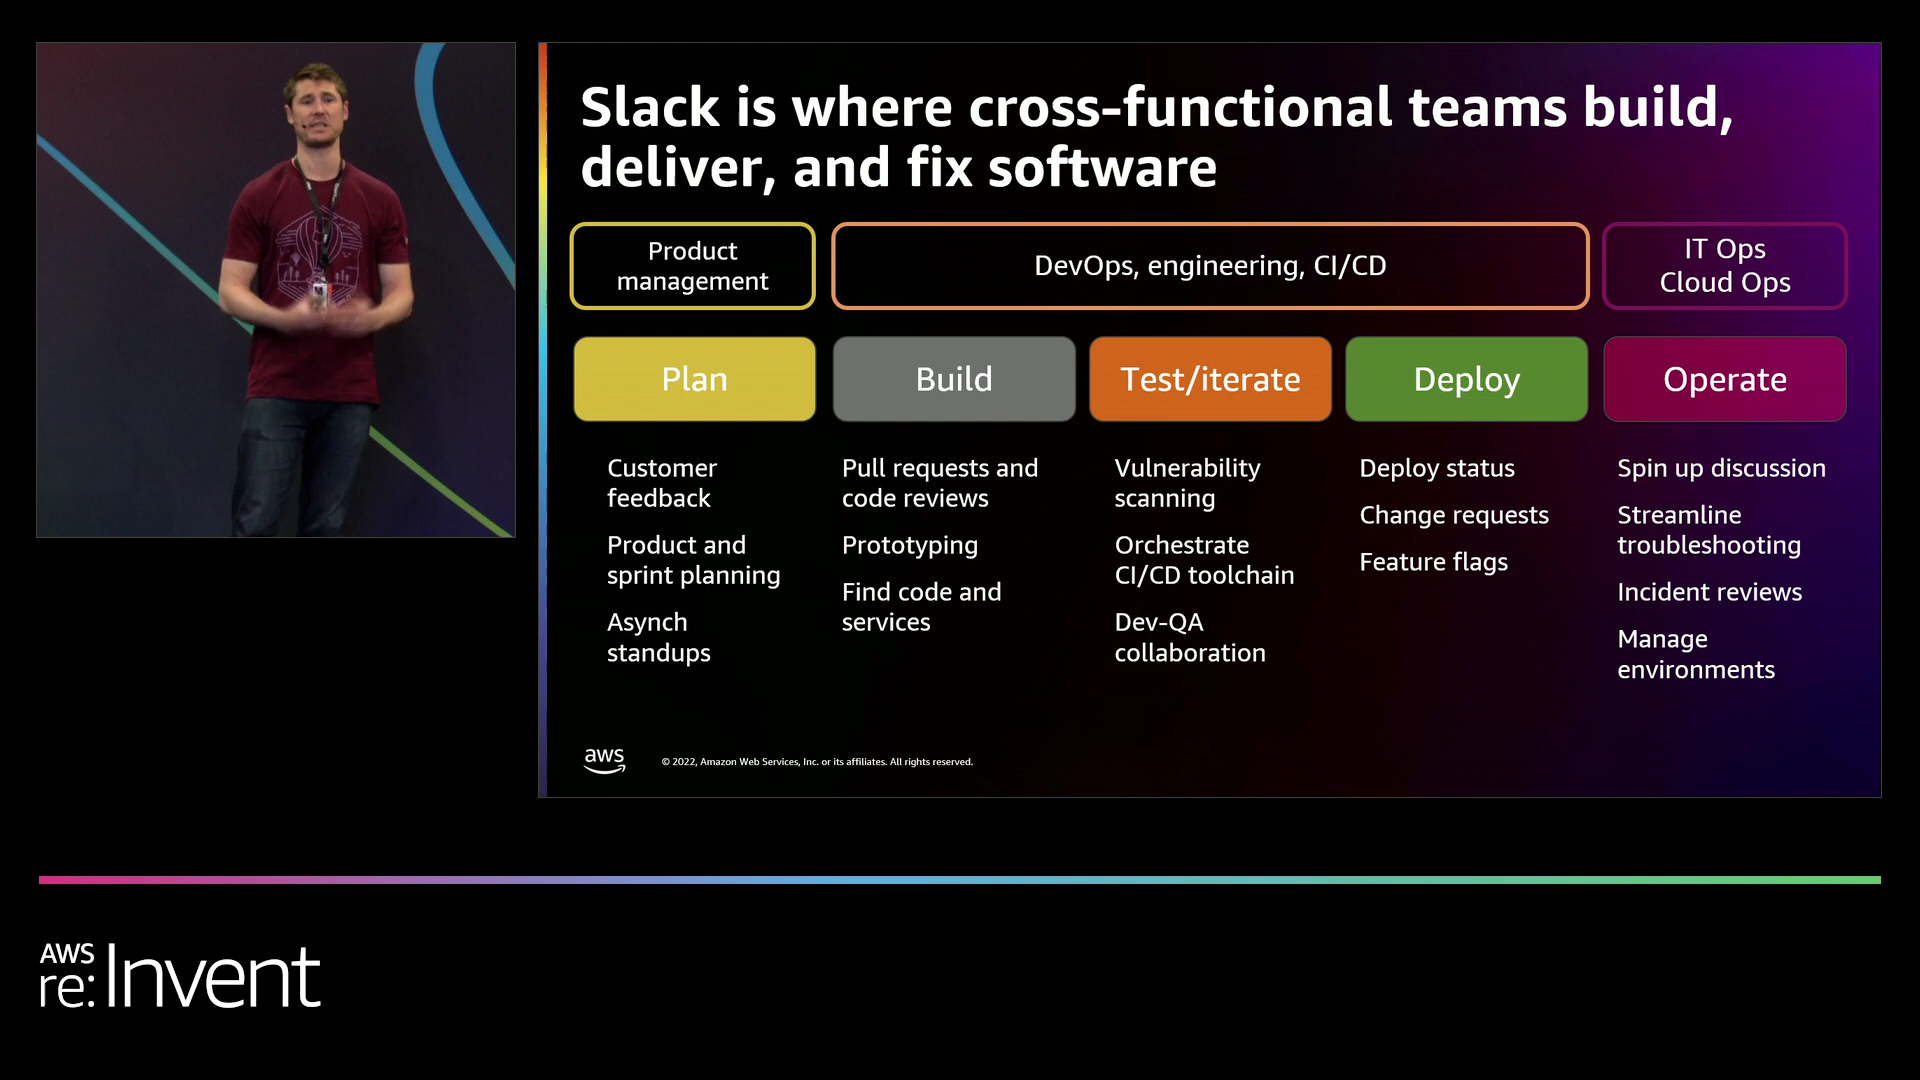 Slack is where cross-functional teams build,
deliver, and fix software
Product
management
DevOps, engineering, CI/CD
IT Ops
Cloud Ops
Plan
Build
Test/iterate
Deploy
Operate
Customer
feedback
Product and
sprint planning
Asynch
standups
Pull requests and
code reviews
Prototyping
Find code and
services
Vulnerability
scanning
Orchestrate
CI/CD toolchain
Dev-QA
collaboration
Deploy status
Change requests
Feature flags
Spin up discussion
Streamline
troubleshooting
Incident reviews
Manage
environments
aws
© 2022, Amazon Web Services, Inc. or its affiliates. All rights reserved.
AWS
re:Invent